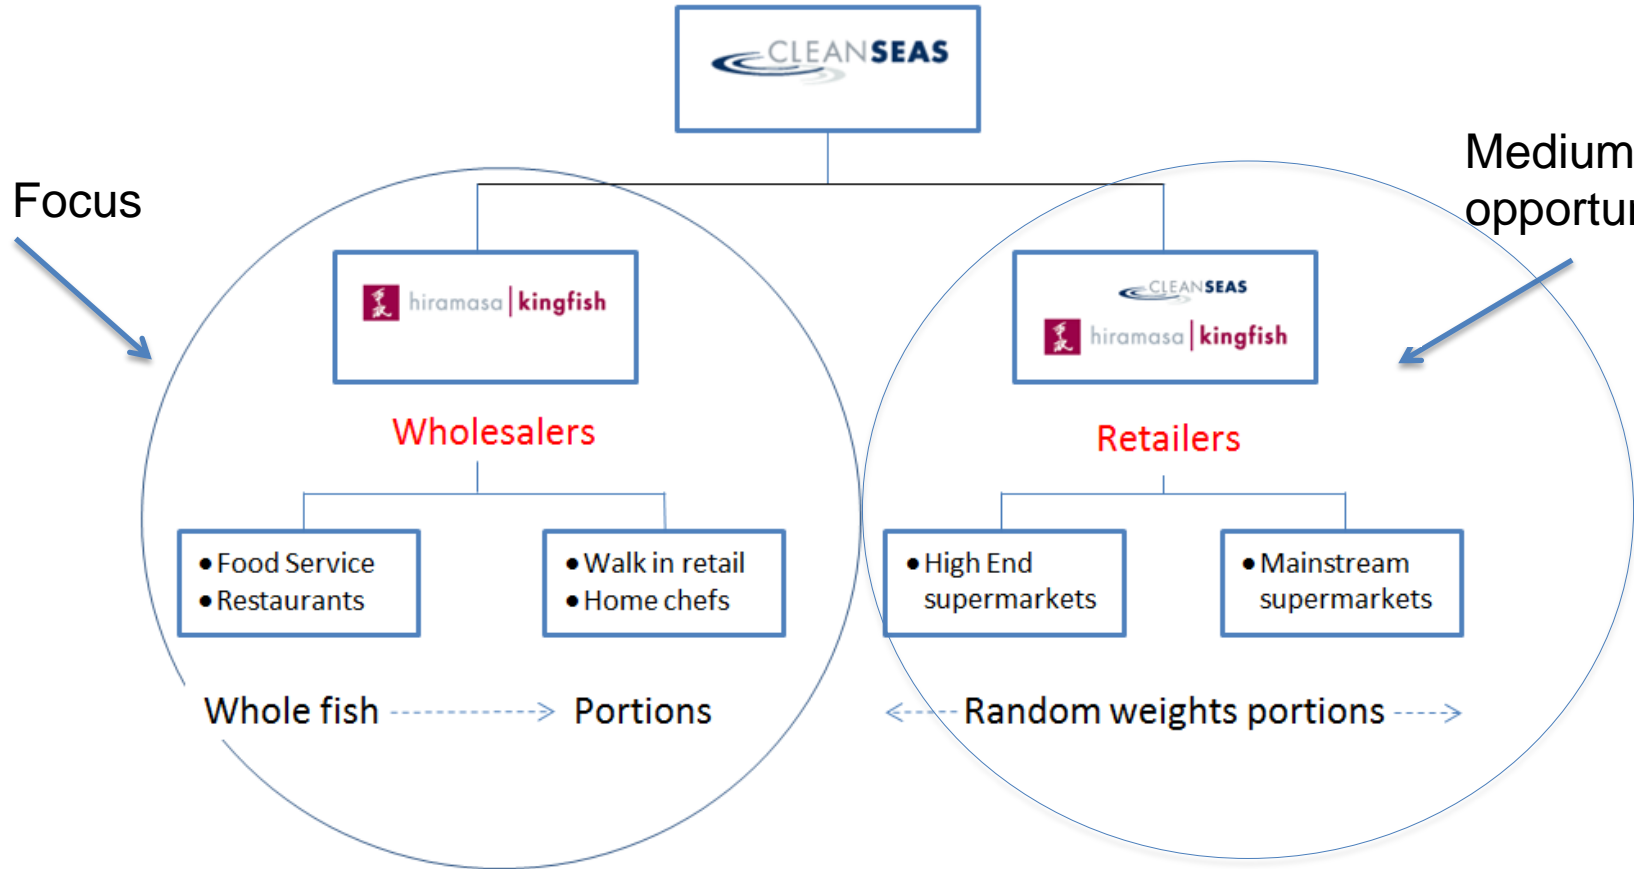 CLEANSEAS
Focus
Medium
hiramasa | kingfish
CLEANSEAS
hiramasa | kingfish
Wholesalers
Retailers
• Food Service
• Restaurants
• Walk in retail
• Home chefs
• High End
supermarkets
• Mainstream
supermarkets
Whole fish
Portions
Random weights portions